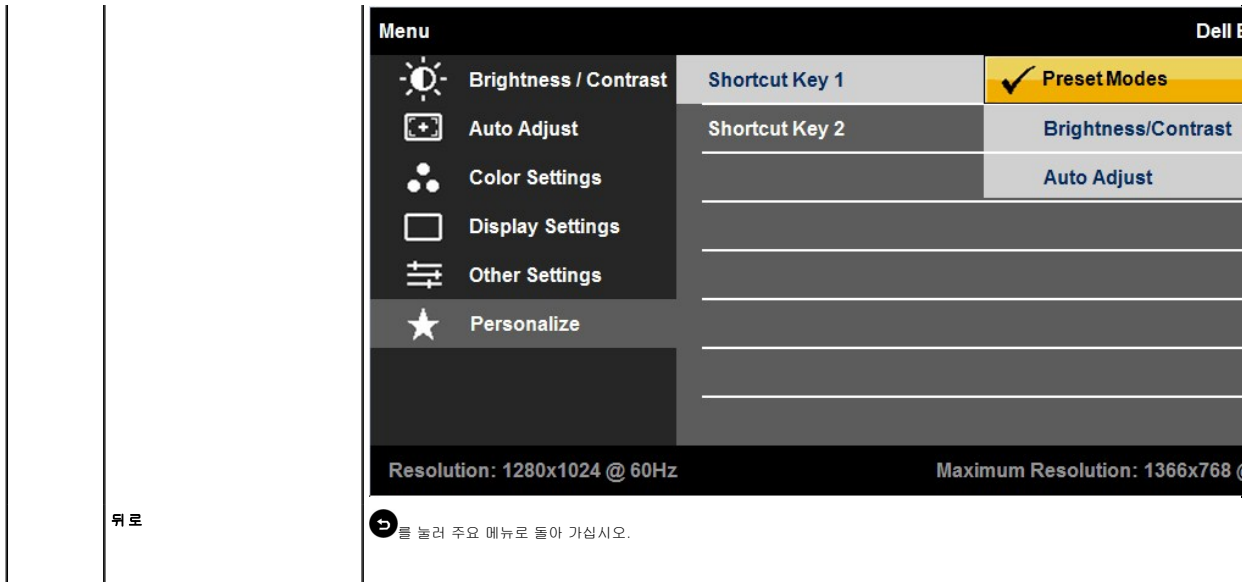 Menu Dell
Brightness / Contrast Shortcut Key 1 Preset Modes
Auto Adjust Shortcut Key 2 Brightness/Contrast
Color Settings Auto Adjust
Display Settings
Other Settings
Personalize
Resolution: 1280x1024 @ 60Hz Maximum Resolution: 1366x768
뒤로 를 눌러 주요 메뉴로 돌아 가십시오.